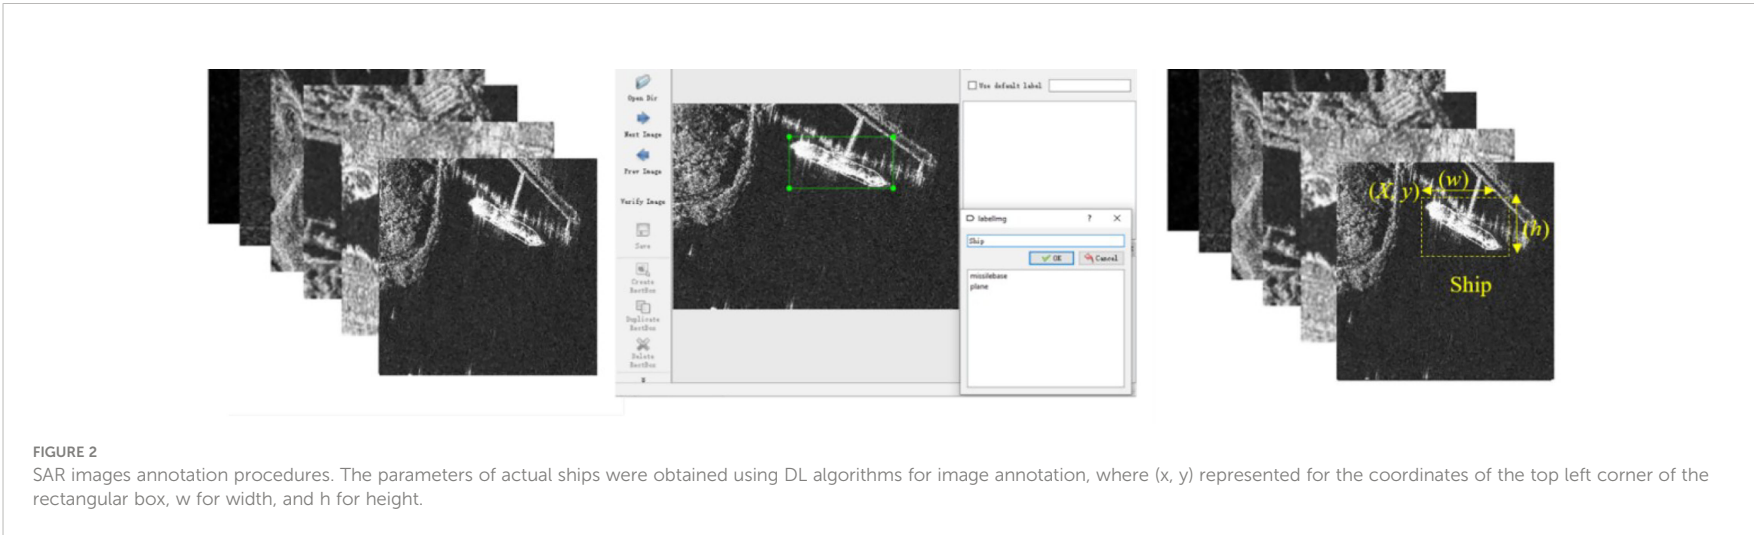 Open Dir
Next Image
Prev Image
Verify Image
Save
Create
RectBox
Duplicate
RectBox
Delete
RectBox
Use default label
labelImg ?
Ship
OK Cancel
missilebase
plane
(X, y) (w)
(h)
Ship
FIGURE 2
SAR images annotation procedures. The parameters of actual ships were obtained using DL algorithms for image annotation, where (x, y) represented for the coordinates of the top left corner of the
rectangular box, w for width, and h for height.